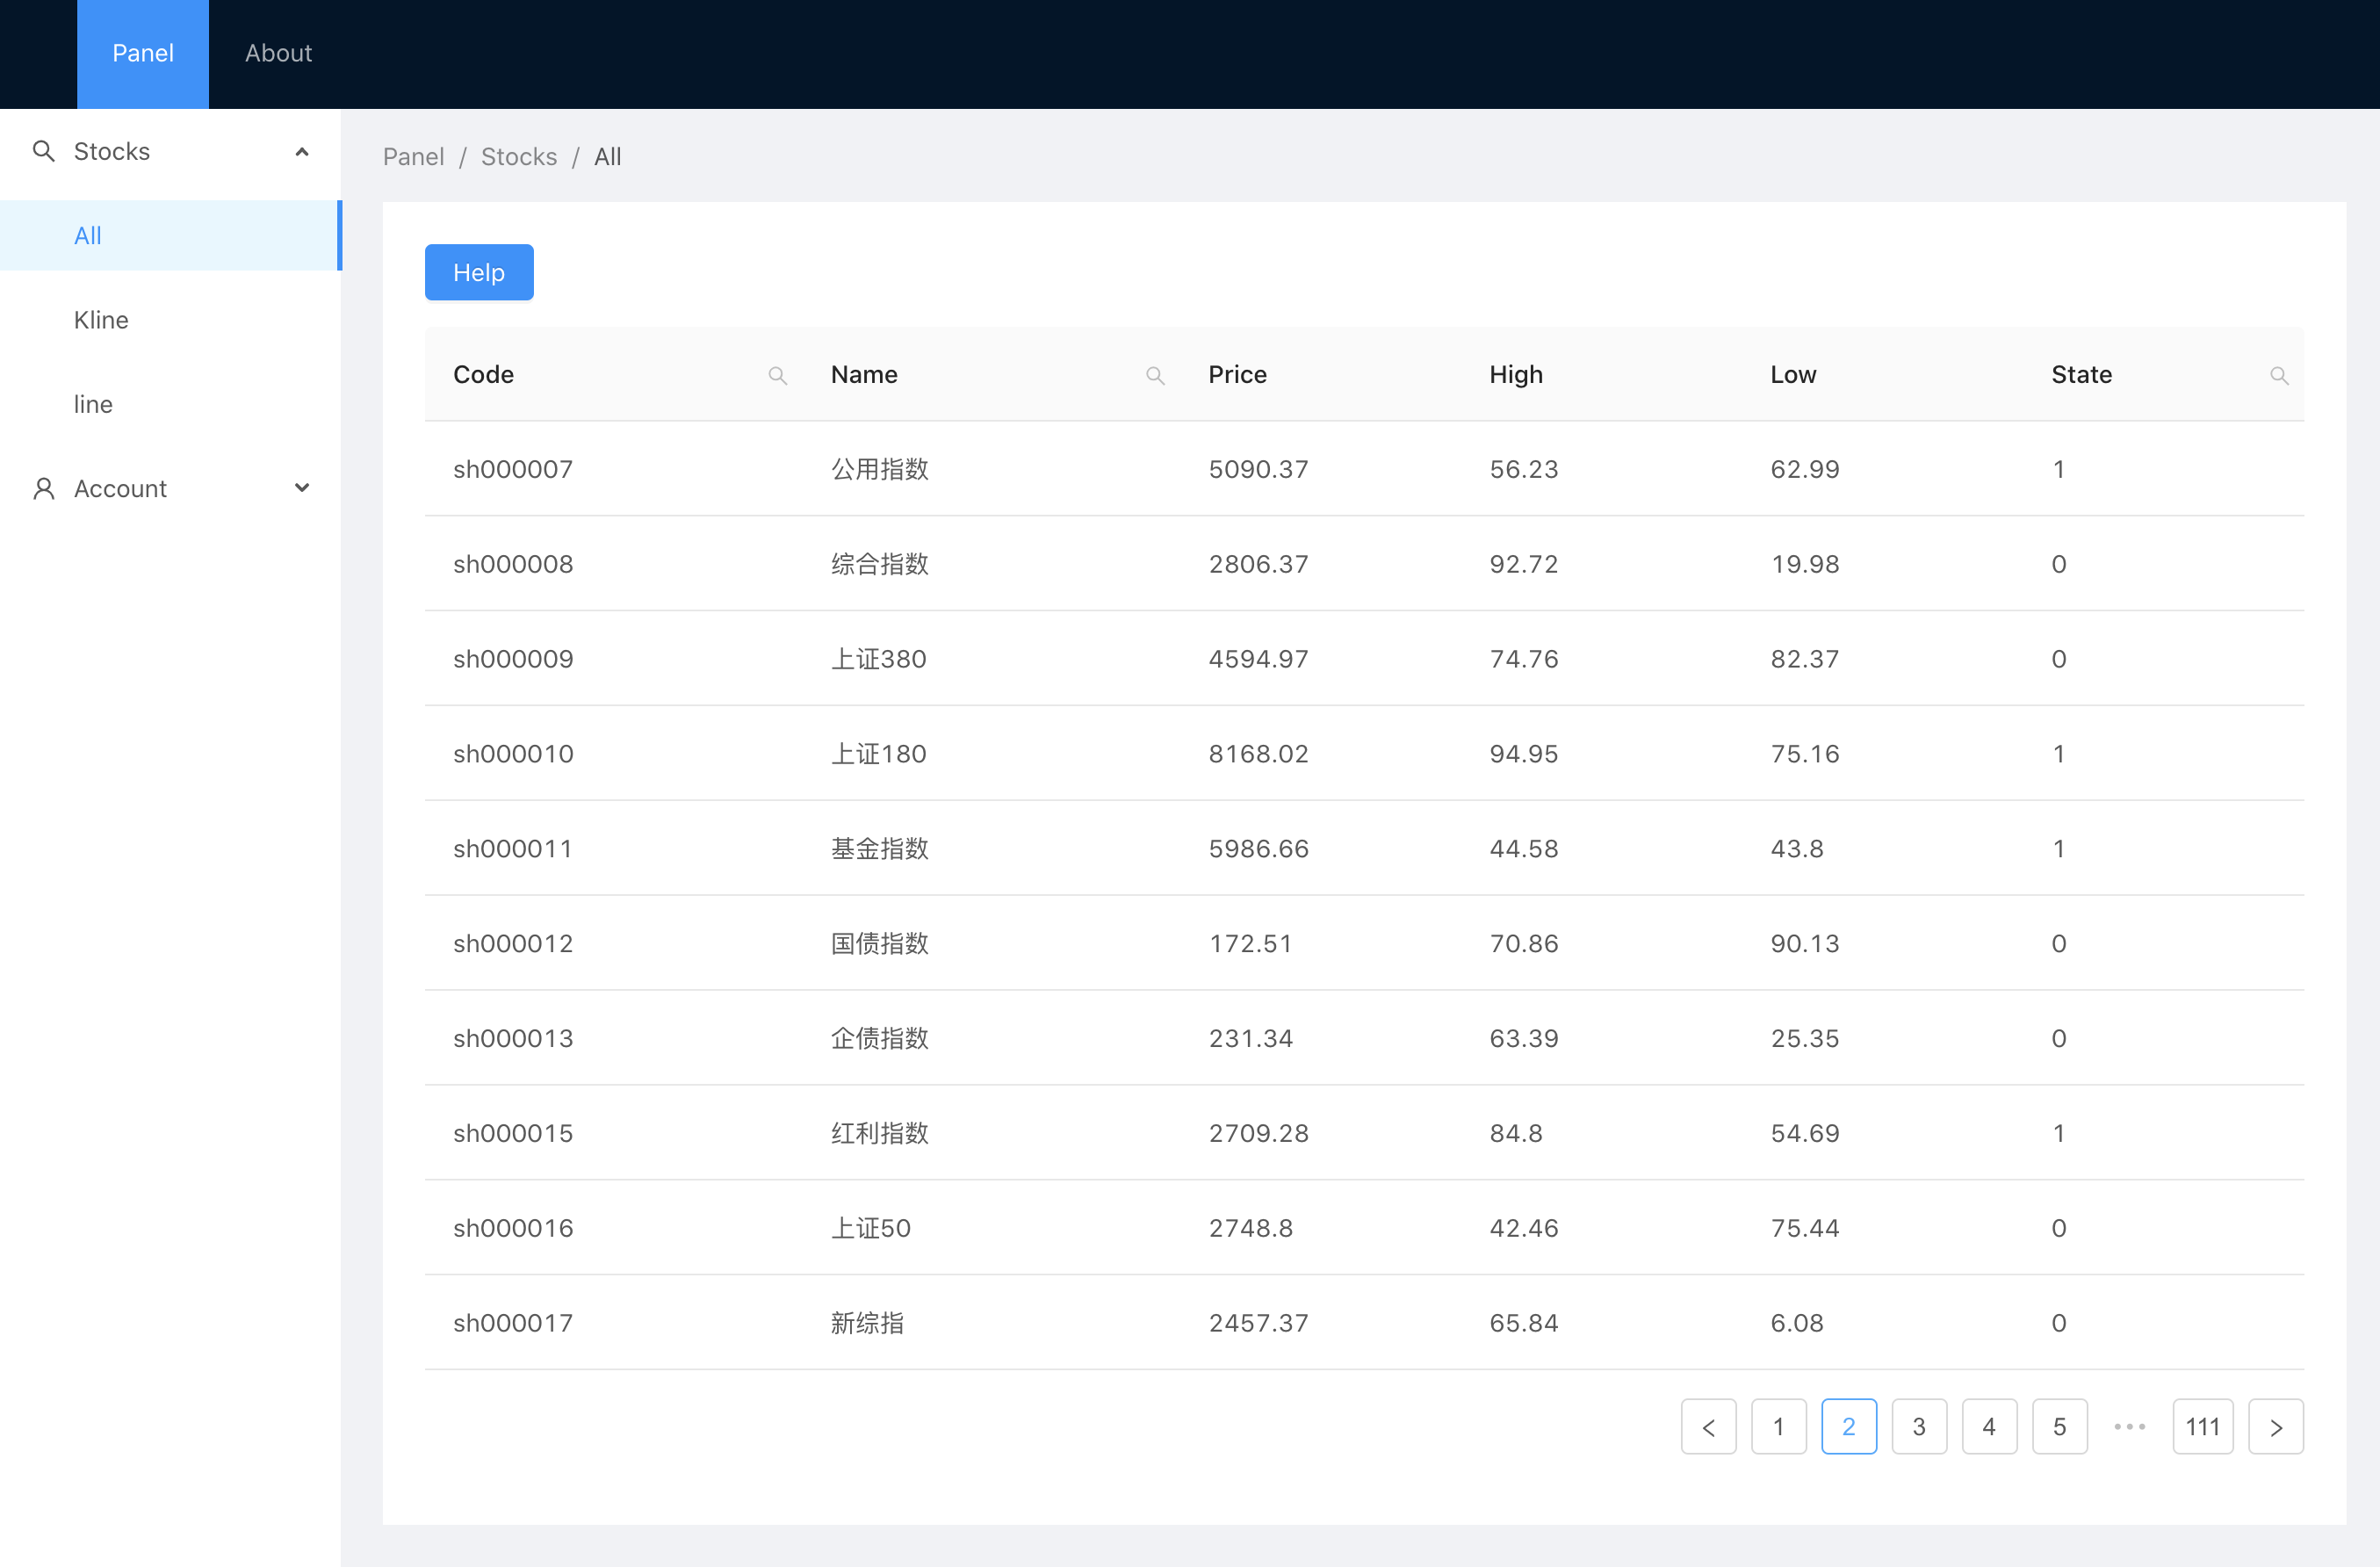 Panel About
Stocks
All
Kline
line
Account
Panel / Stocks / All
Help
Code Name Price High Low State
sh000007 公用指数 5090.37 56.23 62.99 1
sh000008 综合指数 2806.37 92.72 19.98 0
sh000009 上证380 4594.97 74.76 82.37 0
sh000010 上证180 8168.02 94.95 75.16 1
sh000011 基金指数 5986.66 44.58 43.8 1
sh000012 国债指数 172.51 70.86 90.13 0
sh000013 企债指数 231.34 63.39 25.35 0
sh000015 红利指数 2709.28 84.8 54.69 1
sh000016 上证50 2748.8 42.46 75.44 0
sh000017 新综指 2457.37 65.84 6.08 0
< 1 2 3 4 5 ••• 111 >